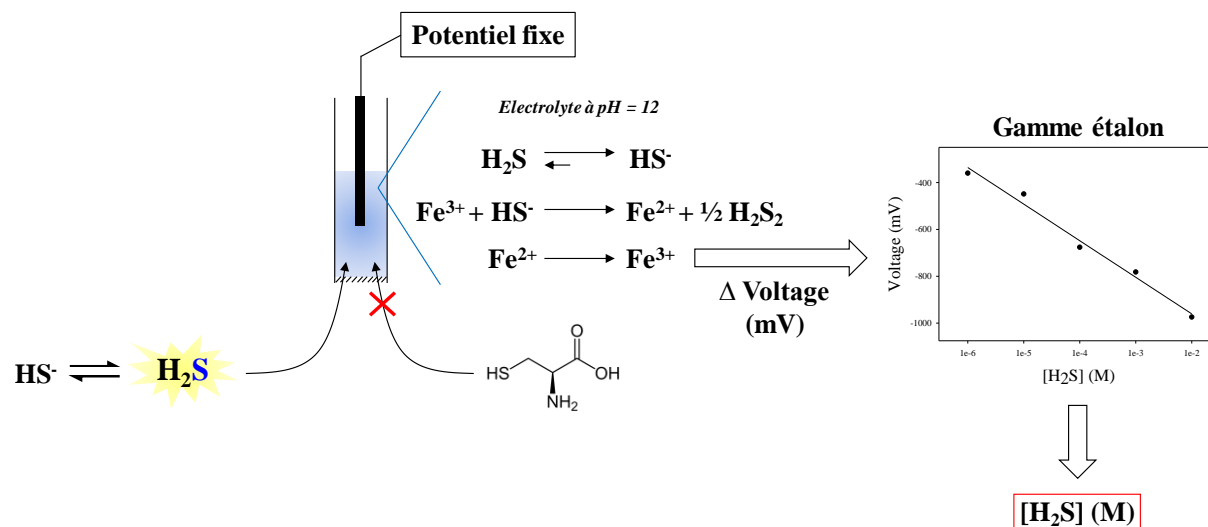 Potentiel fixe
Electrolyte à pH = 12
H₂S HS⁻
Fe³⁺ + HS⁻ Fe²⁺ + ½ H₂S₂
Fe²⁺ Fe³⁺
Δ Voltage
(mV)
HS⁻ H₂S
HS
O
OH
NH₂
Gamme étalon
Voltage (mV)
-400
-600
-800
-1000
1e-6 1e-5 1e-4 1e-3 1e-2
[H2S] (M)
[H₂S] (M)